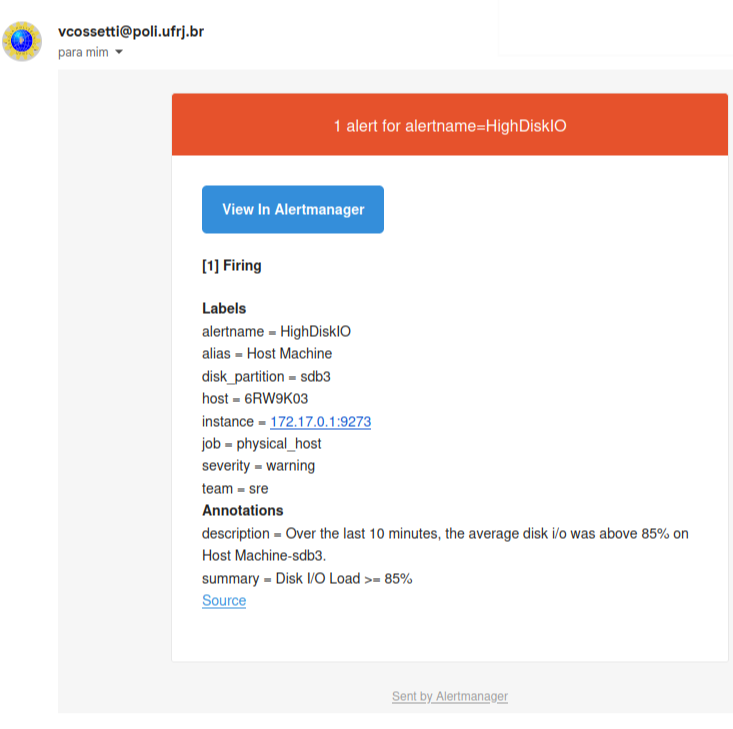 vcossetti@poli.ufrj.br
para mim
1 alert for alertname=HighDiskIO
View In Alertmanager
[1] Firing
Labels
alertname = HighDiskIO
alias = Host Machine
disk_partition = sdb3
host = 6RW9K03
instance = 172.17.0.1:9273
job = physical_host
severity = warning
team = sre
Annotations
description = Over the last 10 minutes, the average disk i/o was above 85% on
Host Machine-sdb3.
summary = Disk I/O Load >= 85%
Source
Sent by Alertmanager